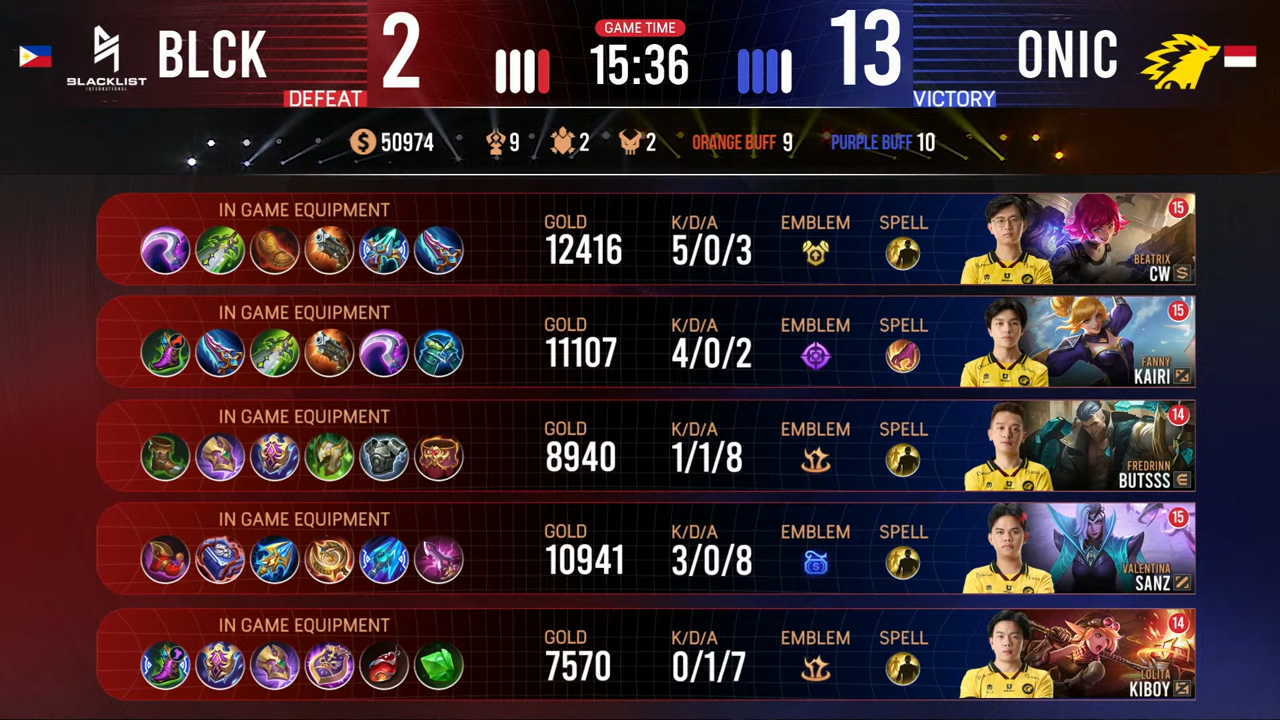 BLCK
BLACKLIST
INTERNATIONAL
2
DEFEAT
GAME TIME
15:36
13
VICTORY
ONIC
50974
9
2
2
ORANGE BUFF 9
PURPLE BUFF 10
IN GAME EQUIPMENT
GOLD
12416
K/D/A
5/0/3
EMBLEM
SPELL
15
BEATRIX
CW
IN GAME EQUIPMENT
GOLD
11107
K/D/A
4/0/2
EMBLEM
SPELL
15
FANNY
KAIRI
IN GAME EQUIPMENT
GOLD
8940
K/D/A
1/1/8
EMBLEM
SPELL
14
FREDRINN
BUTSSS
IN GAME EQUIPMENT
GOLD
10941
K/D/A
3/0/8
EMBLEM
SPELL
15
VALENTINA
SANZ
IN GAME EQUIPMENT
GOLD
7570
K/D/A
0/1/7
EMBLEM
SPELL
14
LOLITA
KIBOY